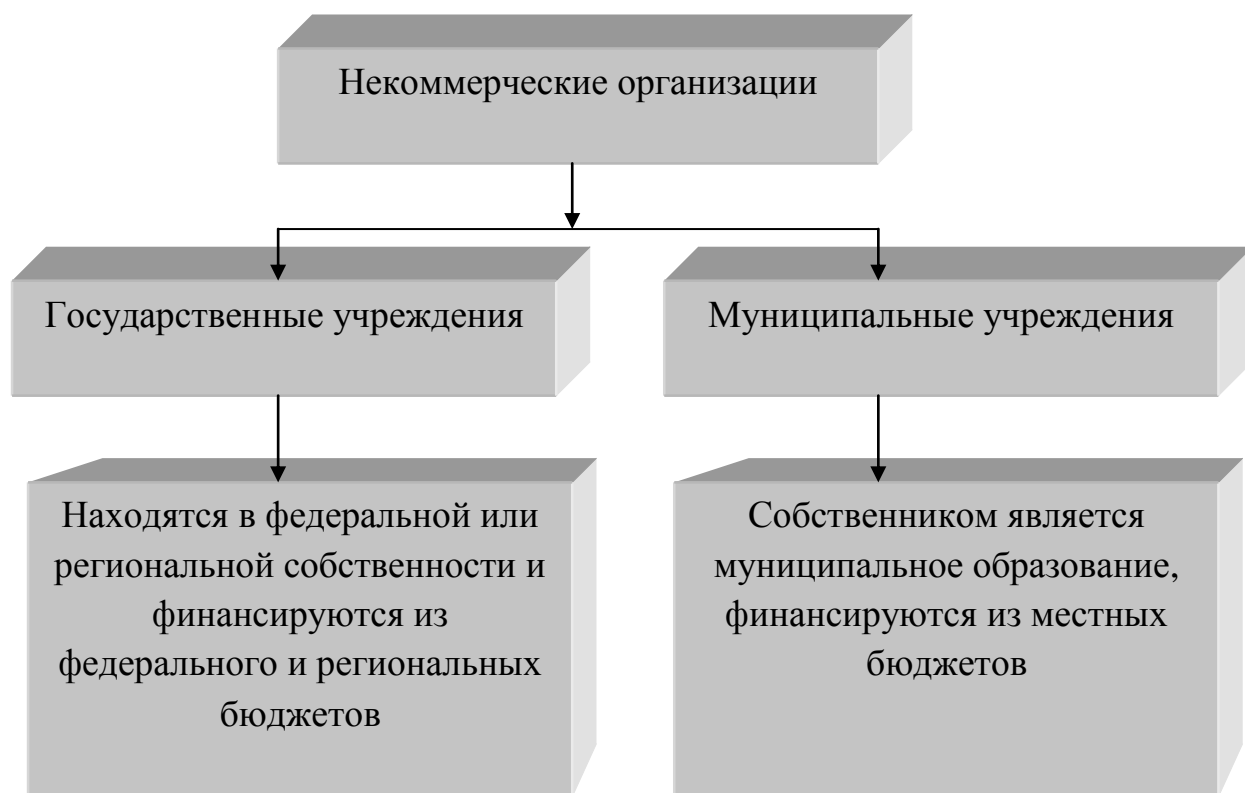 Некоммерческие организации
Государственные учреждения
Муниципальные учреждения
Находятся в федеральной или
региональной собственности и
финансируются из
федерального и региональных
бюджетов
Собственником является
муниципальное образование,
финансируются из местных
бюджетов